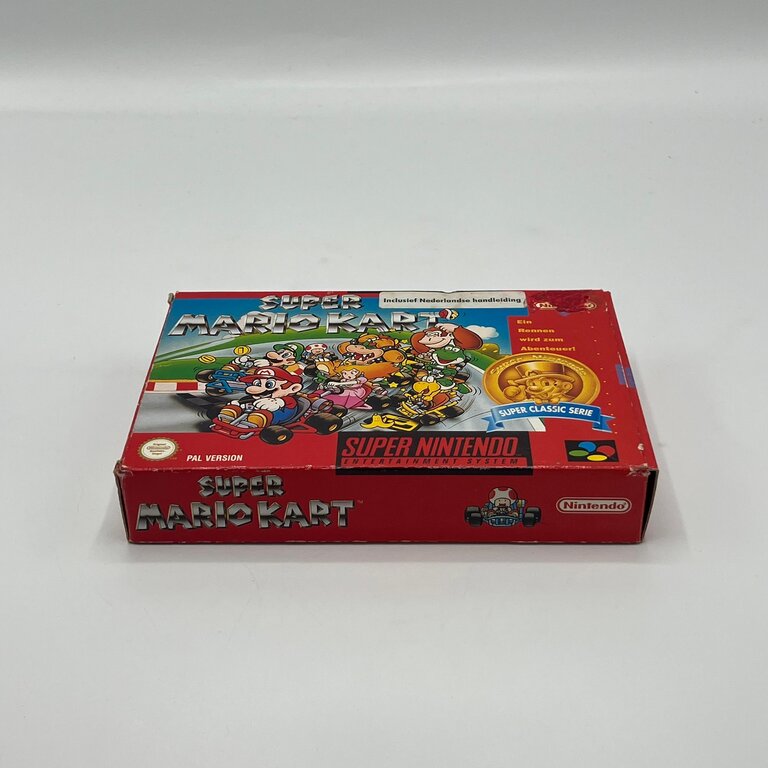 SUPER
MARIO KART
Inclusief Nederlandse handleiding
Ein
Rennen
wird zum
Abenteuer!
SUPER CLASSIC SERIE
PAL VERSION
SUPER NINTENDO
ENTERTAINMENT SYSTEM
SUPER
MARIO KART™
Nintendo